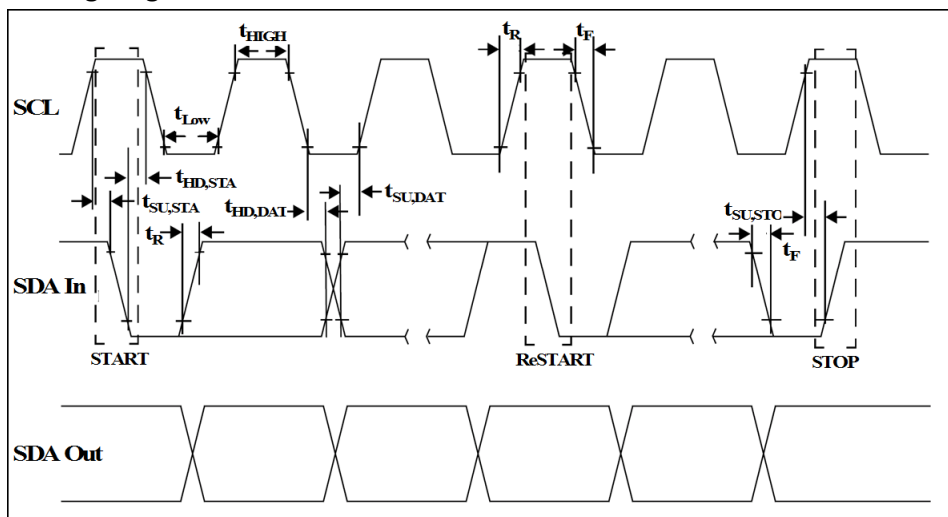 tHIGH
tR
tF
SCL
tLow
tHD,STA
tSU,STA
tHD,DAT
tSU,DAT
tSU,STO
tR
tF
SDA In
START
ReSTART
STOP
SDA Out